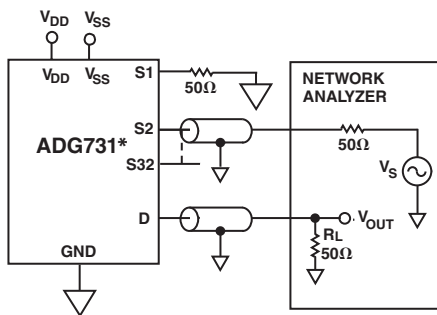 VDD VSS
VDD VSS
S1
50Ω
NETWORK
ANALYZER
S2
50Ω
ADG731*
VS
S32
D
VOUT
RL
50Ω
GND